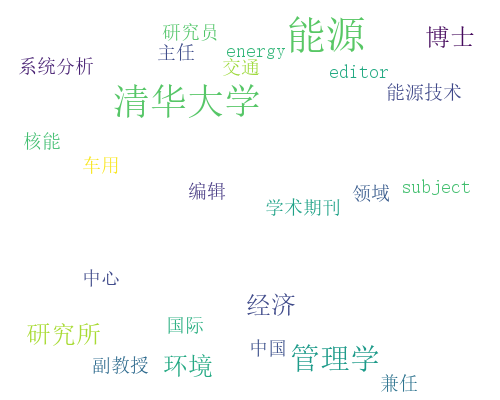 研究员
能源
博士
主任
energy
系统分析
交通
editor
能源技术
清华大学
核能
车用
编辑
领域
subject
学术期刊
中心
经济
国际
研究所
中国
管理学
副教授
环境
兼任